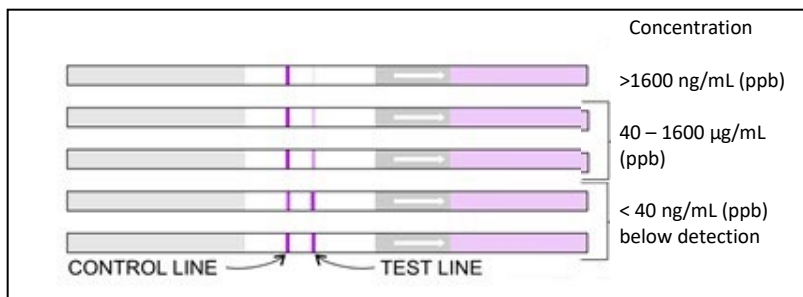 Concentration
>1600 ng/mL (ppb)
40 – 1600 µg/mL
(ppb)
< 40 ng/mL (ppb)
below detection
CONTROL LINE
TEST LINE